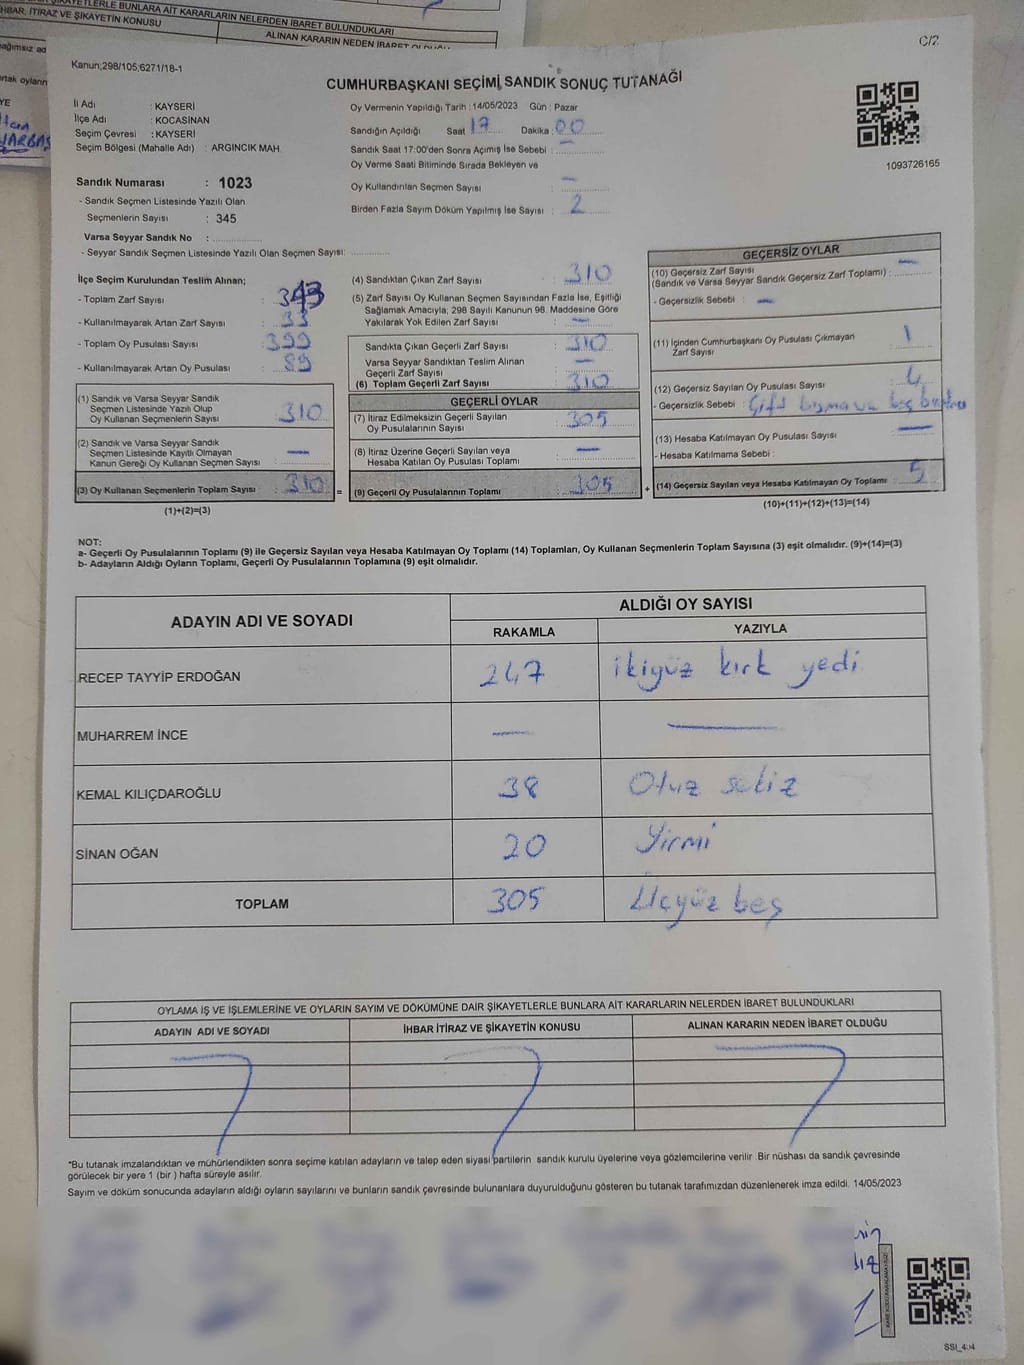 ŞİKAYETLERLE BUNLARA AİT KARARLARIN NELERDEN İBARET BULUNDUKLARI
İHBAR, İTİRAZ VE ŞİKAYETİN KONUSU
ALINAN KARARIN NEDEN İBARET OLDUĞU
C/2
Kanun;298/105;6271/18-1
CUMHURBAŞKANI SEÇİMİ SANDIK SONUÇ TUTANAĞI
İl Adı : KAYSERİ
İlçe Adı : KOCASİNAN
Seçim Çevresi : KAYSERİ
Seçim Bölgesi (Mahalle Adı) : ARGINCIK MAH.
Oy Vermenin Yapıldığı Tarih : 14/05/2023 Gün : Pazar
Sandığın Açıldığı Saat 17 Dakika 00
Sandık Saat 17:00'den Sonra Açımış İse Sebebi : —
Oy Verme Saati Bitiminde Sırada Bekleyen ve
Oy Kullandırılan Seçmen Sayısı : —
Birden Fazla Sayım Döküm Yapılmış İse Sayısı : 2
1093726165
Sandık Numarası : 1023
- Sandık Seçmen Listesinde Yazılı Olan
Seçmenlerin Sayısı : 345
Varsa Seyyar Sandık No :
- Seyyar Sandık Seçmen Listesinde Yazılı Olan Seçmen Sayısı:
İlçe Seçim Kurulundan Teslim Alınan;
- Toplam Zarf Sayısı : 343
- Kullanılmayarak Artan Zarf Sayısı : 33
- Toplam Oy Pusulası Sayısı : 399
- Kullanılmayarak Artan Oy Pusulası : 89
(1) Sandık ve Varsa Seyyar Sandık
Seçmen Listesinde Yazılı Olup
Oy Kullanan Seçmenlerin Sayısı : 310
(2) Sandık ve Varsa Seyyar Sandık
Seçmen Listesinde Kayıtlı Olmayan
Kanun Gereği Oy Kullanan Seçmen Sayısı : —
(3) Oy Kullanan Seçmenlerin Toplam Sayısı : 310
(1)+(2)=(3)
=
(4) Sandıktan Çıkan Zarf Sayısı : 310
(5) Zarf Sayısı Oy Kullanan Seçmen Sayısından Fazla İse, Eşitliği
Sağlamak Amacıyla; 298 Sayılı Kanunun 98. Maddesine Göre
Yakılarak Yok Edilen Zarf Sayısı : —
Sandıkta Çıkan Geçerli Zarf Sayısı : 310
Varsa Seyyar Sandıktan Teslim Alınan
Geçerli Zarf Sayısı : —
(6) Toplam Geçerli Zarf Sayısı : 310
GEÇERLİ OYLAR
(7) İtiraz Edilmeksizin Geçerli Sayılan
Oy Pusulalarının Sayısı : 305
(8) İtiraz Üzerine Geçerli Sayılan veya
Hesaba Katılan Oy Pusulası Toplamı : —
(9) Geçerli Oy Pusulalarının Toplamı : 305
+
GEÇERSİZ OYLAR
(10) Geçersiz Zarf Sayısı
(Sandık ve Varsa Seyyar Sandık Geçersiz Zarf Toplamı) : —
- Geçersizlik Sebebi : —
(11) İçinden Cumhurbaşkanı Oy Pusulası Çıkmayan
Zarf Sayısı : 1
(12) Geçersiz Sayılan Oy Pusulası Sayısı : 4
- Geçersizlik Sebebi : Çift basma ve boş
(13) Hesaba Katılmayan Oy Pusulası Sayısı : —
- Hesaba Katılmama Sebebi :
(14) Geçersiz Sayılan veya Hesaba Katılmayan Oy Toplamı : 5
(10)+(11)+(12)+(13)=(14)
NOT:
a- Geçerli Oy Pusulalarının Toplamı (9) ile Geçersiz Sayılan veya Hesaba Katılmayan Oy Toplamı (14) Toplamları, Oy Kullanan Seçmenlerin Toplam Sayısına (3) eşit olmalıdır. (9)+(14)=(3)
b- Adayların Aldığı Oyların Toplamı, Geçerli Oy Pusulalarının Toplamına (9) eşit olmalıdır.
ADAYIN ADI VE SOYADI
ALDIĞI OY SAYISI
RAKAMLA YAZIYLA
RECEP TAYYİP ERDOĞAN 247 ikiyüz kırk yedi
MUHARREM İNCE — —
KEMAL KILIÇDAROĞLU 38 Otuz sekiz
SİNAN OĞAN 20 Yirmi
TOPLAM 305 Üçyüz beş
OYLAMA İŞ VE İŞLEMLERİNE VE OYLARIN SAYIM VE DÖKÜMÜNE DAİR ŞİKAYETLERLE BUNLARA AİT KARARLARIN NELERDEN İBARET BULUNDUKLARI
ADAYIN ADI VE SOYADI İHBAR İTİRAZ VE ŞİKAYETİN KONUSU ALINAN KARARIN NEDEN İBARET OLDUĞU
*Bu tutanak imzalandıktan ve mühürlendikten sonra seçime katılan adayların ve talep eden siyasi partilerin sandık kurulu üyelerine veya gözlemcilerine verilir. Bir nüshası da sandık çevresinde
görülecek bir yere 1 (bir ) hafta süreyle asılır.
Sayım ve döküm sonucunda adayların aldığı oyların sayılarını ve bunların sandık çevresinde bulunanlara duyurulduğunu gösteren bu tutanak tarafımızdan düzenlenerek imza edildi. 14/05/2023